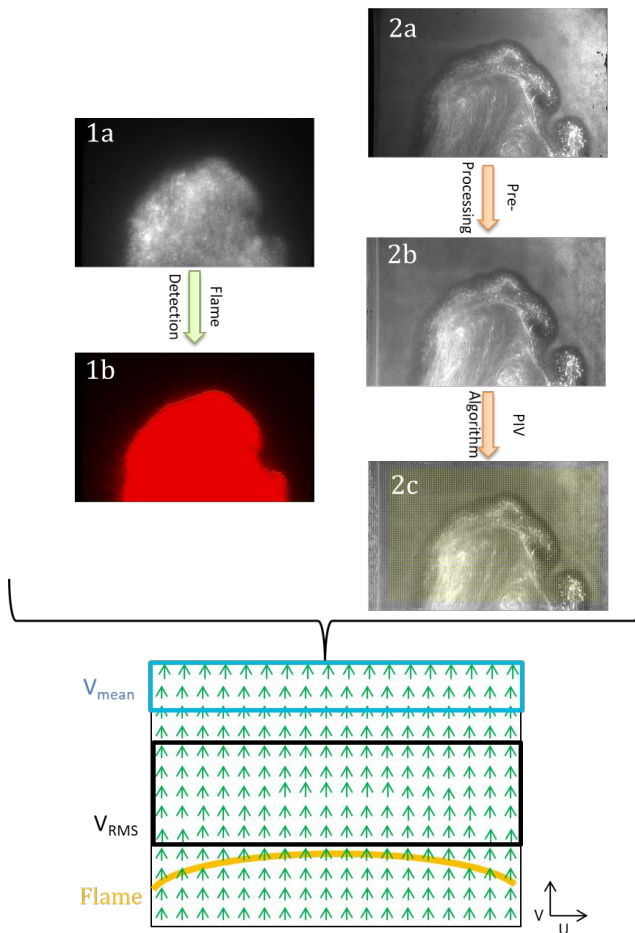 2a
1a
Pre-
Processing
2b
Flame
Detection
1b
PIV
Algorithm
2c
Vmean
VRMS
Flame
V
U